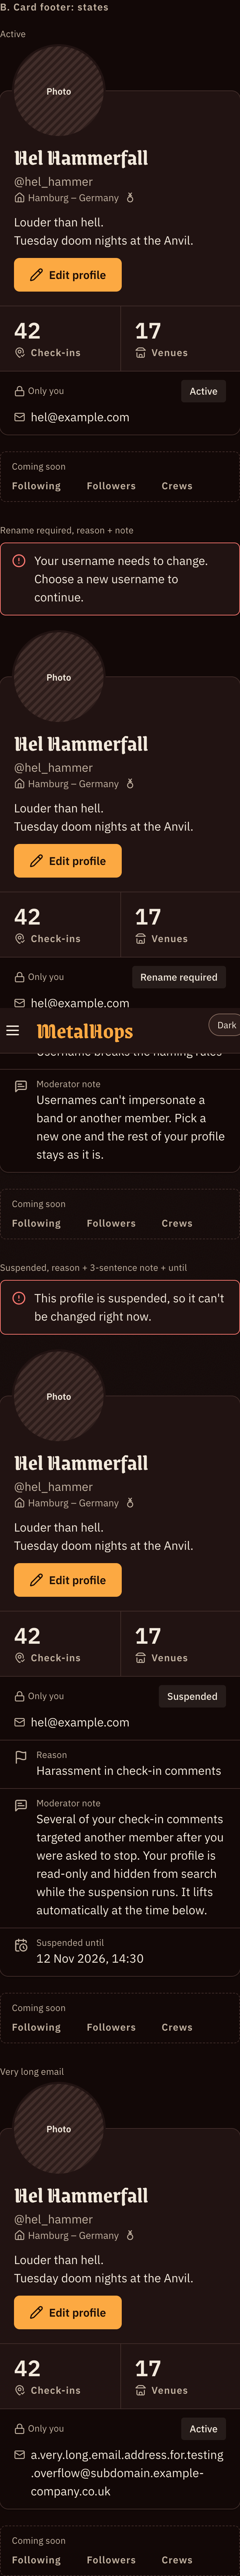 B. Card footer: states
Active
Photo
Hel Hammerfall
@hel_hammer
Hamburg – Germany
Louder than hell.
Tuesday doom nights at the Anvil.
Edit profile
42
Check-ins
17
Venues
Only you
Active
hel@example.com
Coming soon
Following Followers Crews
Rename required, reason + note
Your username needs to change.
Choose a new username to
continue.
Photo
Hel Hammerfall
@hel_hammer
Hamburg – Germany
Louder than hell.
Tuesday doom nights at the Anvil.
Edit profile
42
Check-ins
17
Venues
Only you
Rename required
hel@example.com
MetalHops
Dark
Username breaks the naming rules
Moderator note
Usernames can't impersonate a
band or another member. Pick a
new one and the rest of your profile
stays as it is.
Coming soon
Following Followers Crews
Suspended, reason + 3-sentence note + until
This profile is suspended, so it can't
be changed right now.
Photo
Hel Hammerfall
@hel_hammer
Hamburg – Germany
Louder than hell.
Tuesday doom nights at the Anvil.
Edit profile
42
Check-ins
17
Venues
Only you
Suspended
hel@example.com
Reason
Harassment in check-in comments
Moderator note
Several of your check-in comments
targeted another member after you
were asked to stop. Your profile is
read-only and hidden from search
while the suspension runs. It lifts
automatically at the time below.
Suspended until
12 Nov 2026, 14:30
Coming soon
Following Followers Crews
Very long email
Photo
Hel Hammerfall
@hel_hammer
Hamburg – Germany
Louder than hell.
Tuesday doom nights at the Anvil.
Edit profile
42
Check-ins
17
Venues
Only you
Active
a.very.long.email.address.for.testing
.overflow@subdomain.example-
company.co.uk
Coming soon
Following Followers Crews